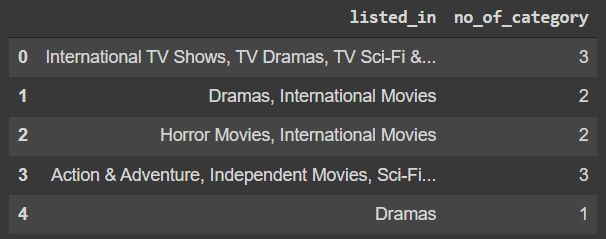 listed_in no_of_category
0 International TV Shows, TV Dramas, TV Sci-Fi &... 3
1 Dramas, International Movies 2
2 Horror Movies, International Movies 2
3 Action & Adventure, Independent Movies, Sci-Fi... 3
4 Dramas 1